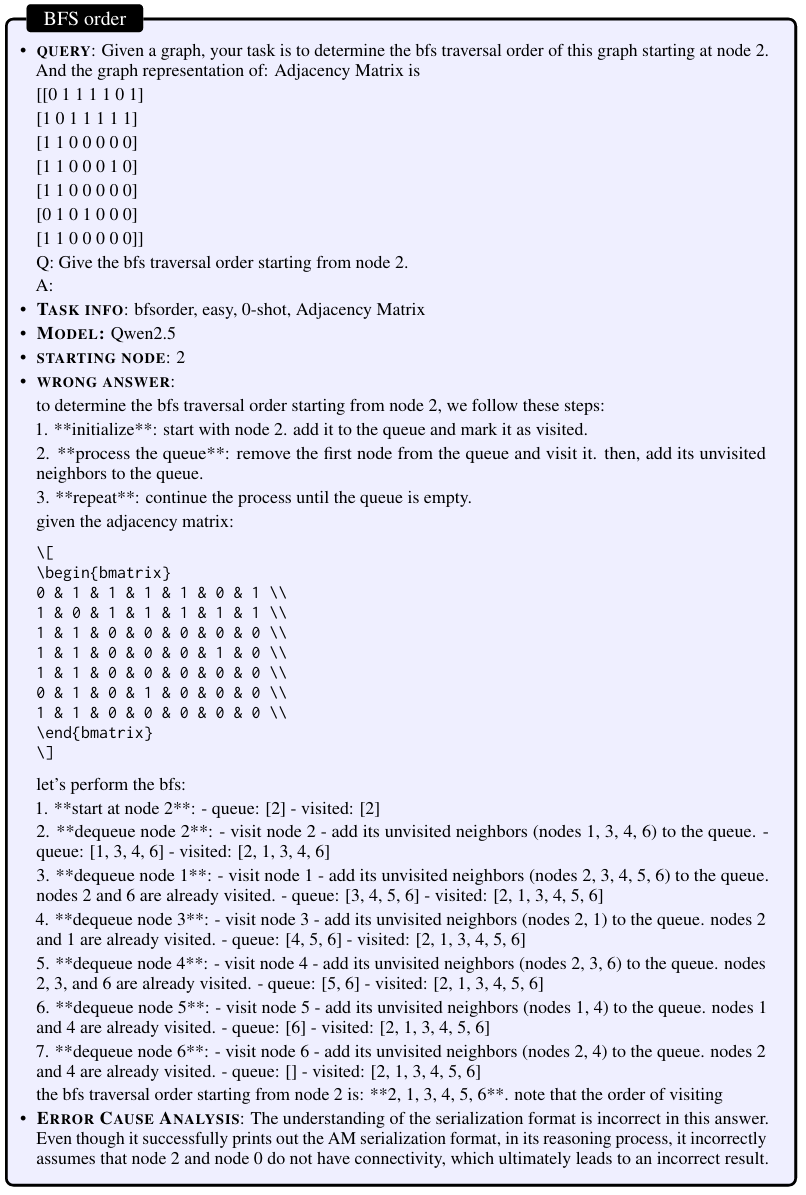 BFS order
• QUERY: Given a graph, your task is to determine the bfs traversal order of this graph starting at node 2.
And the graph representation of: Adjacency Matrix is
[[0 1 1 1 1 0 1]
[1 0 1 1 1 1 1]
[1 1 0 0 0 0 0]
[1 1 0 0 0 1 0]
[1 1 0 0 0 0 0]
[0 1 0 1 0 0 0]
[1 1 0 0 0 0 0]]
Q: Give the bfs traversal order starting from node 2.
A:
• TASK INFO: bfsorder, easy, 0-shot, Adjacency Matrix
• MODEL: Qwen2.5
• STARTING NODE: 2
• WRONG ANSWER:
to determine the bfs traversal order starting from node 2, we follow these steps:
1. **initialize**: start with node 2. add it to the queue and mark it as visited.
2. **process the queue**: remove the first node from the queue and visit it. then, add its unvisited
neighbors to the queue.
3. **repeat**: continue the process until the queue is empty.
given the adjacency matrix:
\[
\begin{bmatrix}
0 & 1 & 1 & 1 & 1 & 0 & 1 \\
1 & 0 & 1 & 1 & 1 & 1 & 1 \\
1 & 1 & 0 & 0 & 0 & 0 & 0 \\
1 & 1 & 0 & 0 & 0 & 1 & 0 \\
1 & 1 & 0 & 0 & 0 & 0 & 0 \\
0 & 1 & 0 & 1 & 0 & 0 & 0 \\
1 & 1 & 0 & 0 & 0 & 0 & 0 \\
\end{bmatrix}
\]
let's perform the bfs:
1. **start at node 2**: - queue: [2] - visited: [2]
2. **dequeue node 2**: - visit node 2 - add its unvisited neighbors (nodes 1, 3, 4, 6) to the queue. -
queue: [1, 3, 4, 6] - visited: [2, 1, 3, 4, 6]
3. **dequeue node 1**: - visit node 1 - add its unvisited neighbors (nodes 2, 3, 4, 5, 6) to the queue.
nodes 2 and 6 are already visited. - queue: [3, 4, 5, 6] - visited: [2, 1, 3, 4, 5, 6]
4. **dequeue node 3**: - visit node 3 - add its unvisited neighbors (nodes 2, 1) to the queue. nodes 2
and 1 are already visited. - queue: [4, 5, 6] - visited: [2, 1, 3, 4, 5, 6]
5. **dequeue node 4**: - visit node 4 - add its unvisited neighbors (nodes 2, 3, 6) to the queue. nodes
2, 3, and 6 are already visited. - queue: [5, 6] - visited: [2, 1, 3, 4, 5, 6]
6. **dequeue node 5**: - visit node 5 - add its unvisited neighbors (nodes 1, 4) to the queue. nodes 1
and 4 are already visited. - queue: [6] - visited: [2, 1, 3, 4, 5, 6]
7. **dequeue node 6**: - visit node 6 - add its unvisited neighbors (nodes 2, 4) to the queue. nodes 2
and 4 are already visited. - queue: [] - visited: [2, 1, 3, 4, 5, 6]
the bfs traversal order starting from node 2 is: **2, 1, 3, 4, 5, 6**. note that the order of visiting
• ERROR CAUSE ANALYSIS: The understanding of the serialization format is incorrect in this answer.
Even though it successfully prints out the AM serialization format, in its reasoning process, it incorrectly
assumes that node 2 and node 0 do not have connectivity, which ultimately leads to an incorrect result.